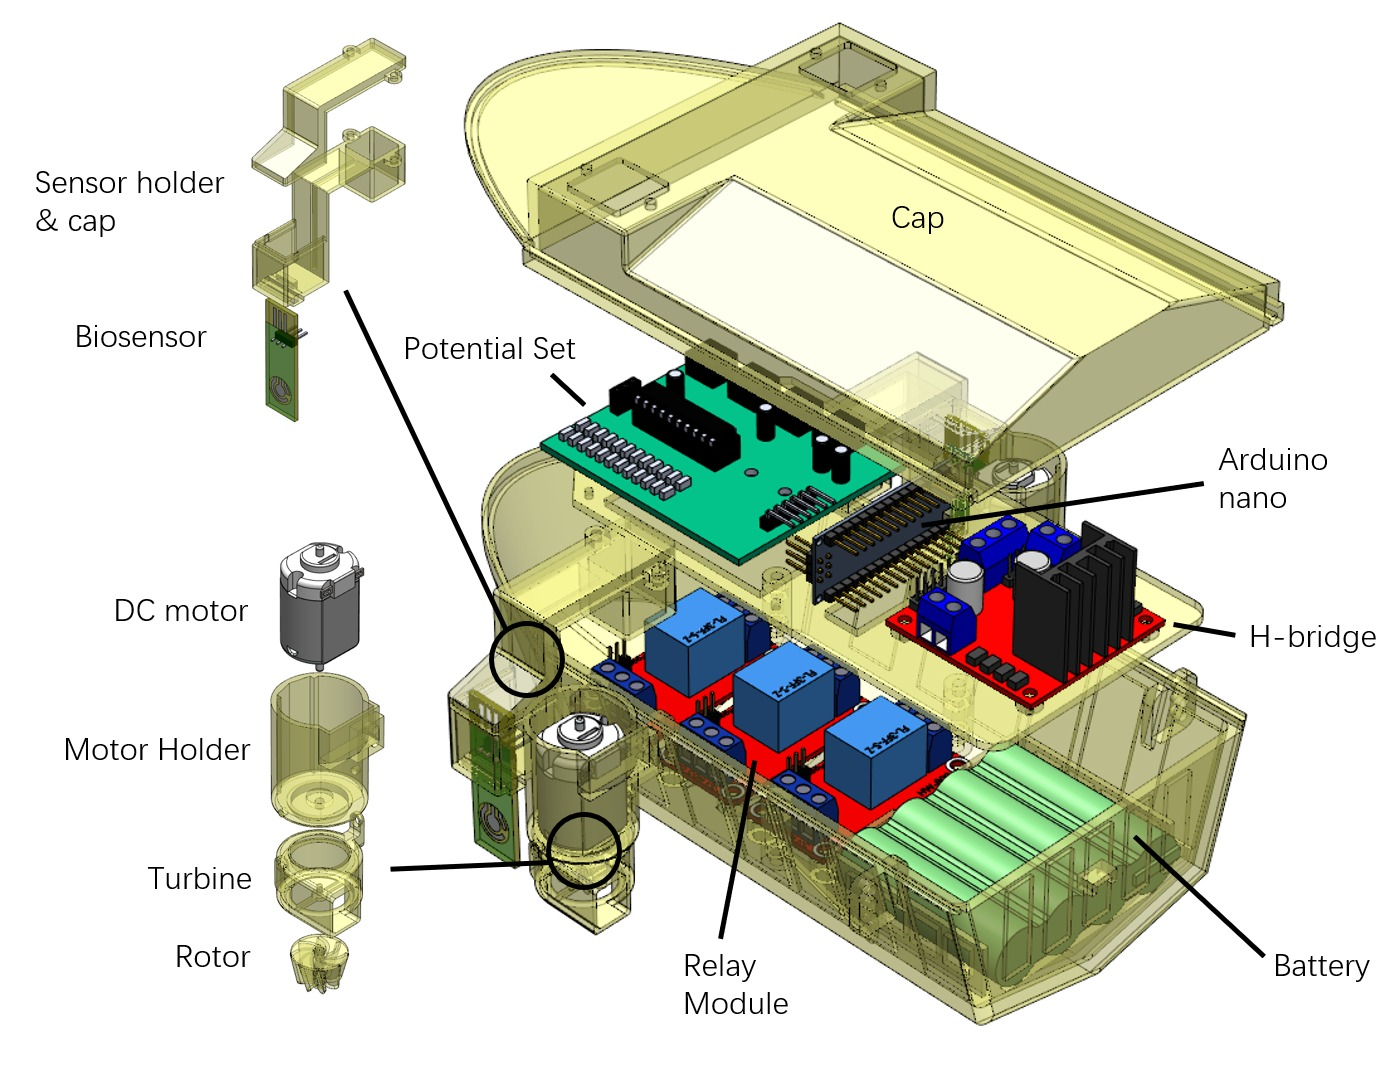 Sensor holder
& cap
Biosensor
Potential Set
Cap
Arduino
nano
H-bridge
DC motor
Motor Holder
Turbine
Rotor
Relay
Module
Battery